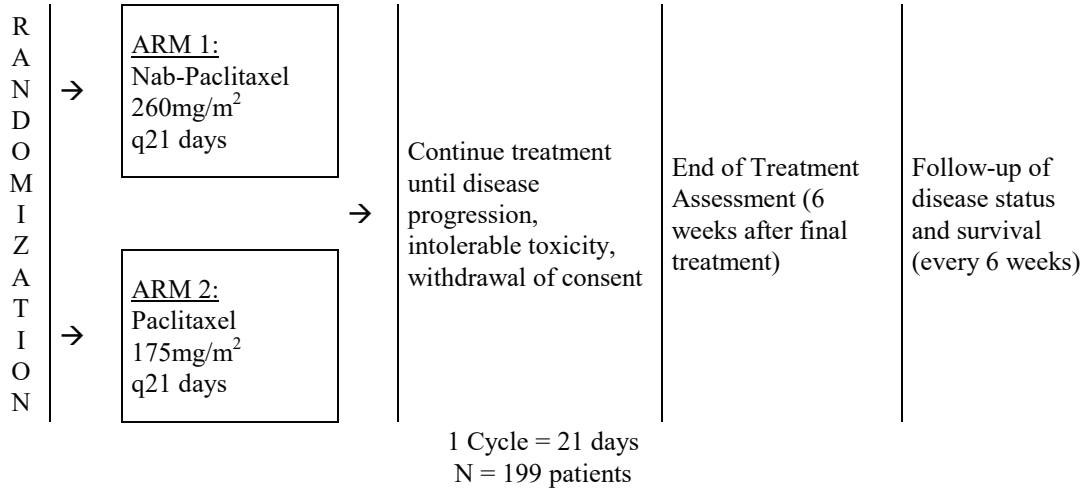 RANDOMIZATION
→
ARM 1:
Nab-Paclitaxel
260mg/m²
q21 days
→
ARM 2:
Paclitaxel
175mg/m²
q21 days
→
Continue treatment
until disease
progression,
intolerable toxicity,
withdrawal of consent
End of Treatment
Assessment (6
weeks after final
treatment)
Follow-up of
disease status
and survival
(every 6 weeks)
1 Cycle = 21 days
N = 199 patients